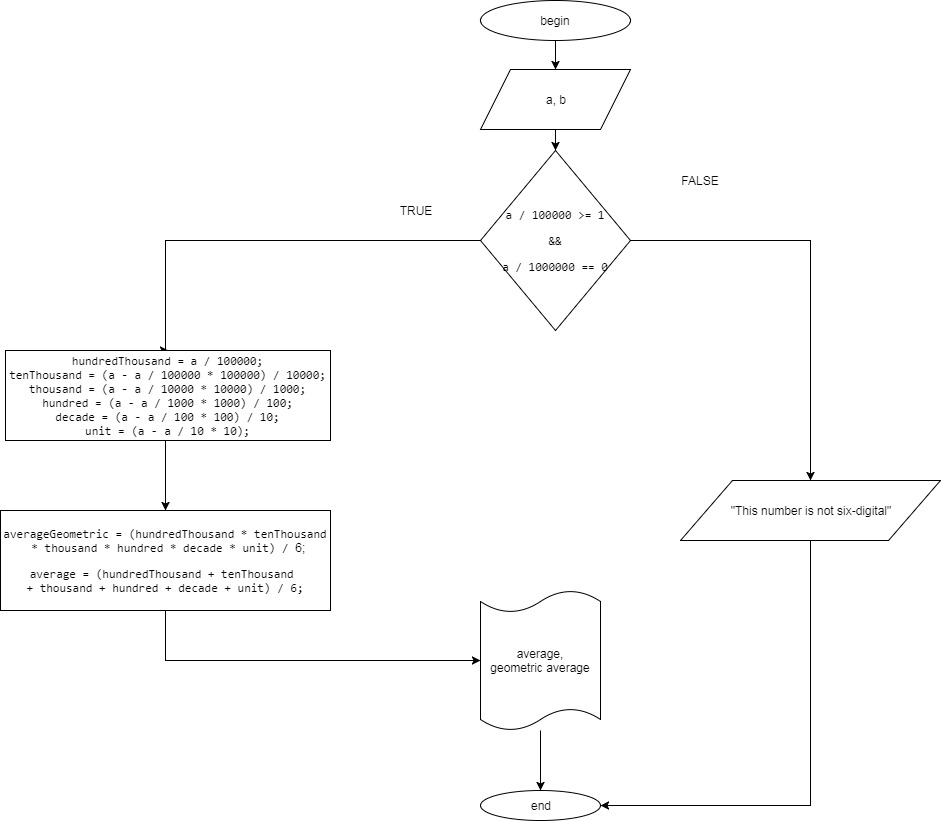 begin
a, b
FALSE
TRUE
a / 100000 >= 1
&&
a / 1000000 == 0
hundredThousand = a / 100000;
tenThousand = (a - a / 100000 * 100000) / 10000;
thousand = (a - a / 10000 * 10000) / 1000;
hundred = (a - a / 1000 * 1000) / 100;
decade = (a - a / 100 * 100) / 10;
unit = (a - a / 10 * 10);
"This number is not six-digital"
averageGeometric = (hundredThousand * tenThousand
* thousand * hundred * decade * unit) / 6;
average = (hundredThousand + tenThousand
+ thousand + hundred + decade + unit) / 6;
average,
geometric average
end